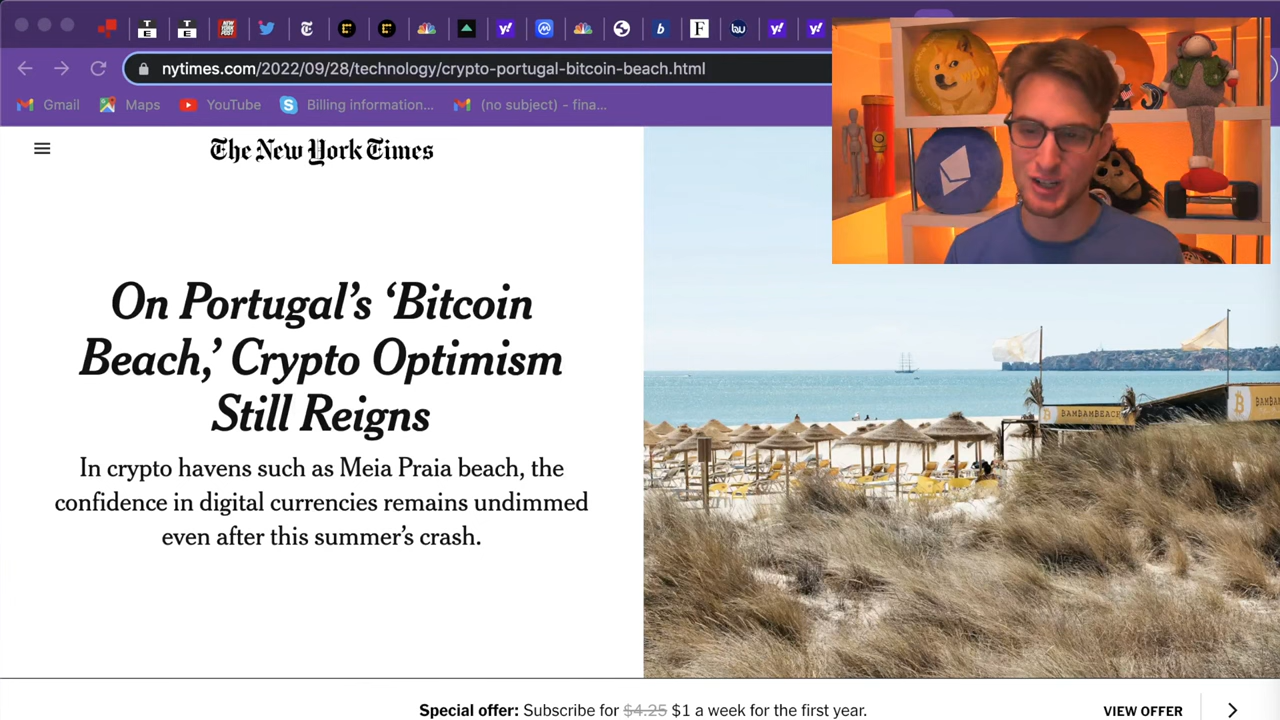 nytimes.com/2022/09/28/technology/crypto-portugal-bitcoin-beach.html
Gmail Maps YouTube Billing information... (no subject) - fina...
The New York Times
On Portugal's 'Bitcoin
Beach,' Crypto Optimism
Still Reigns
In crypto havens such as Meia Praia beach, the
confidence in digital currencies remains undimmed
even after this summer's crash.
BAMBAMBEACH
BAMBAM
WOW
Special offer: Subscribe for $4.25 $1 a week for the first year.
VIEW OFFER